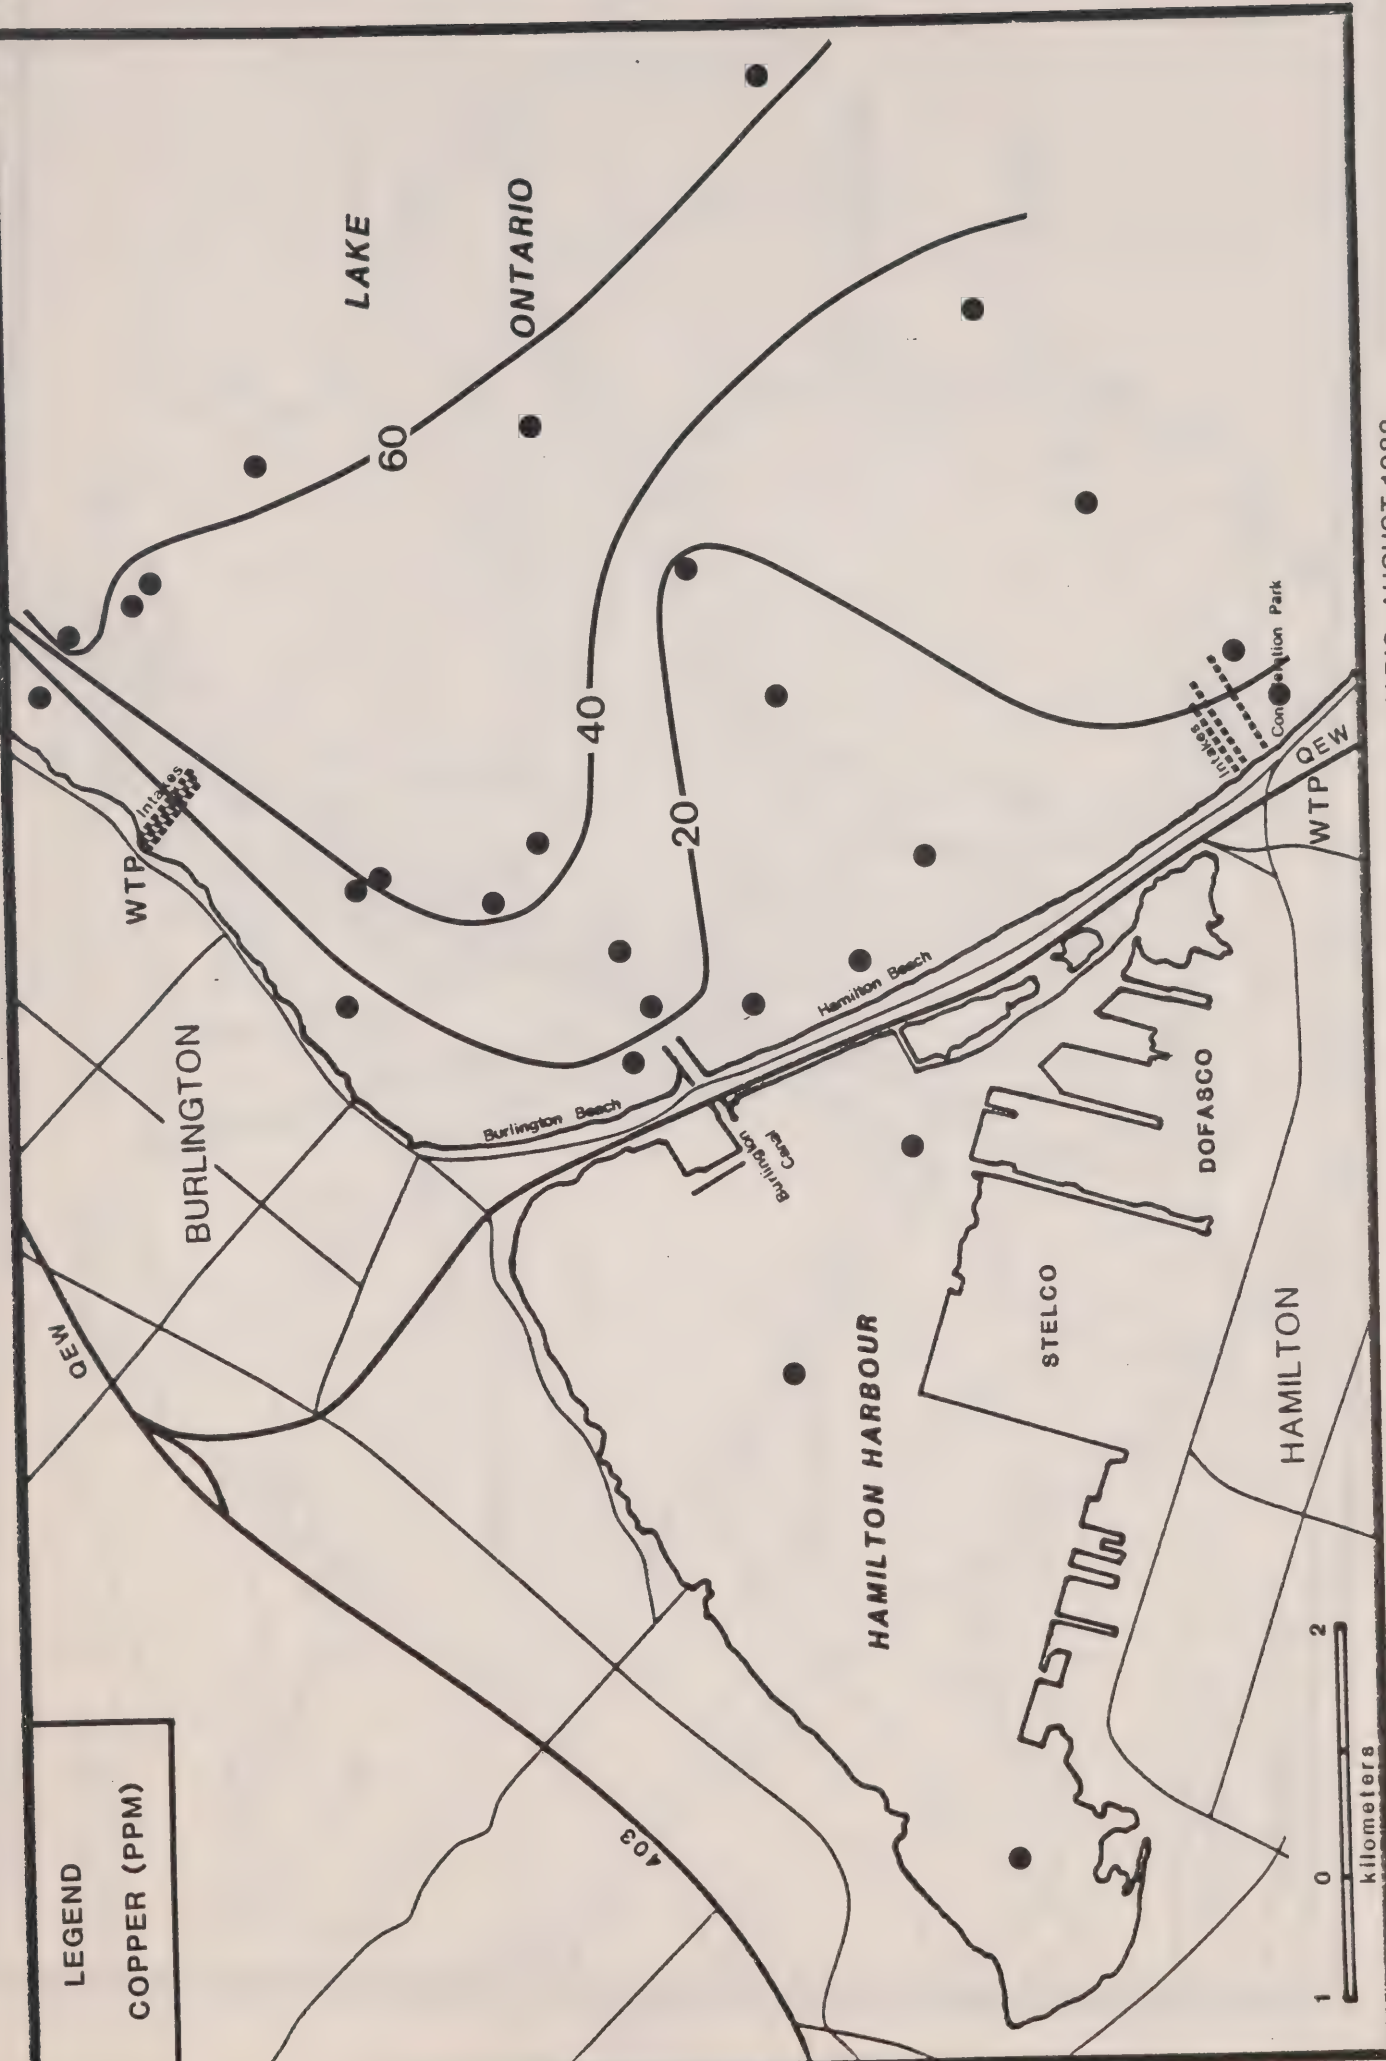 LEGEND
COPPER (PPM)
LAKE
ONTARIO
60
40
20
Intakes
WTP
BURLINGTON
QEW
403
Burlington Beach
Burlington
Canal
Hamilton Beach
HAMILTON HARBOUR
STELCO
DOFASCO
HAMILTON
Intakes
Park
QEW
WTP
1 0 2
kilometers